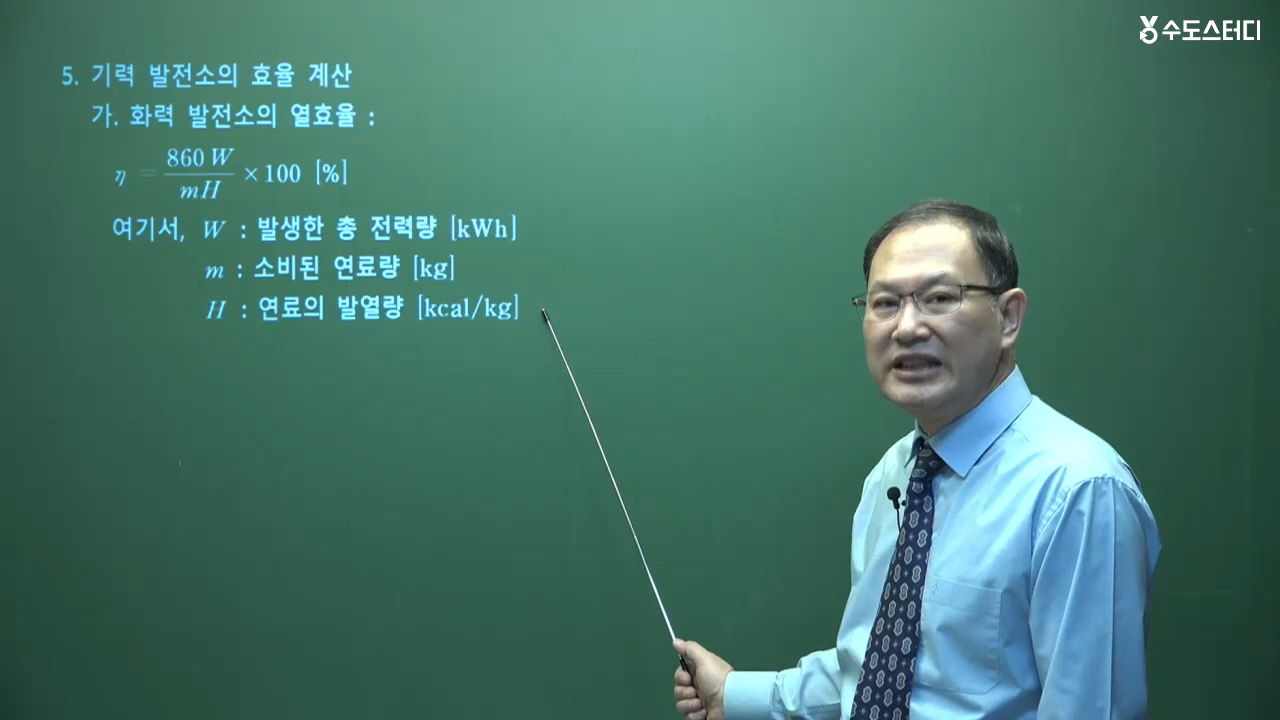 수도스터디
5. 기력 발전소의 효율 계산
가. 화력 발전소의 열효율 :
η = 860 W / mH × 100 [%]
여기서, W : 발생한 총 전력량 [kWh]
m : 소비된 연료량 [kg]
H : 연료의 발열량 [kcal/kg]